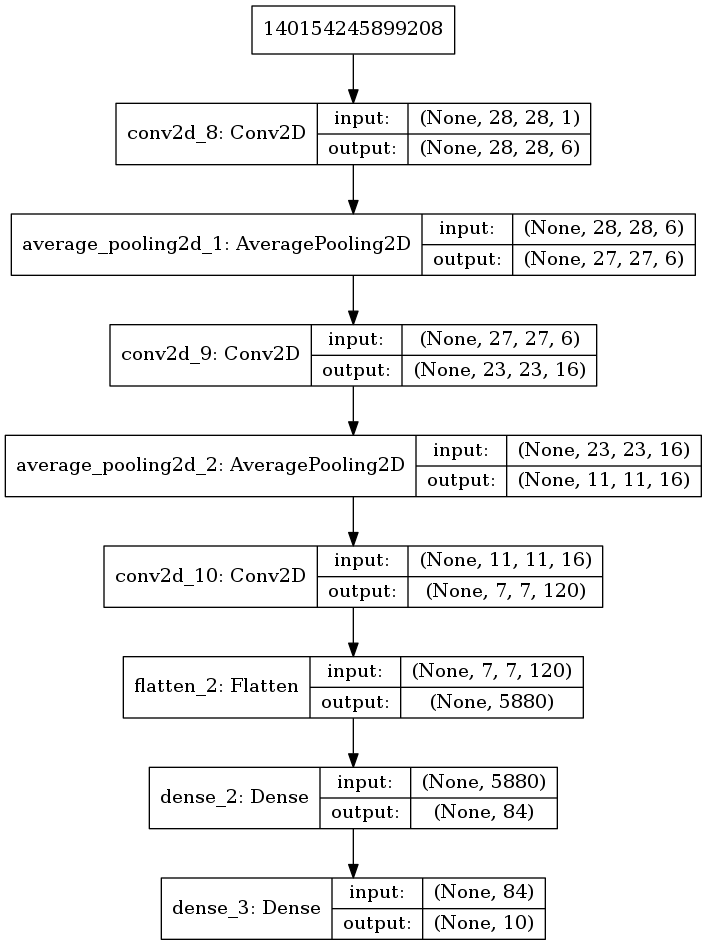 140154245899208
conv2d_8: Conv2D
input:
(None, 28, 28, 1)
output:
(None, 28, 28, 6)
average_pooling2d_1: AveragePooling2D
input:
(None, 28, 28, 6)
output:
(None, 27, 27, 6)
conv2d_9: Conv2D
input:
(None, 27, 27, 6)
output:
(None, 23, 23, 16)
average_pooling2d_2: AveragePooling2D
input:
(None, 23, 23, 16)
output:
(None, 11, 11, 16)
conv2d_10: Conv2D
input:
(None, 11, 11, 16)
output:
(None, 7, 7, 120)
flatten_2: Flatten
input:
(None, 7, 7, 120)
output:
(None, 5880)
dense_2: Dense
input:
(None, 5880)
output:
(None, 84)
dense_3: Dense
input:
(None, 84)
output:
(None, 10)